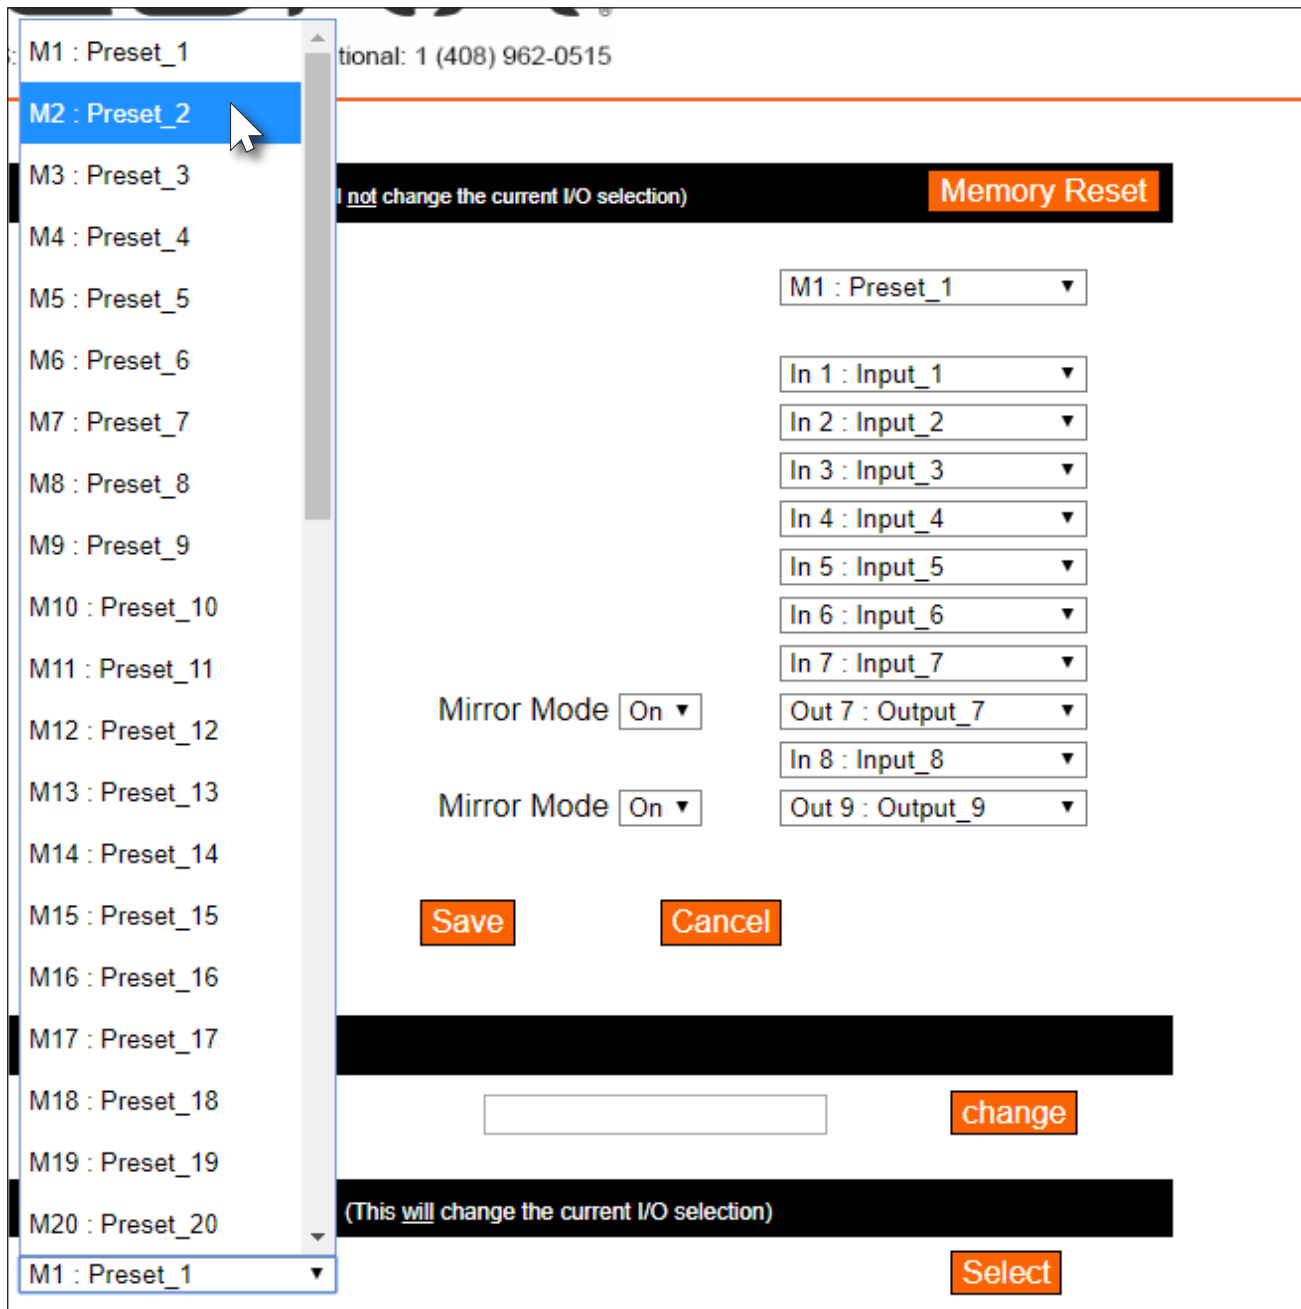 ®
tional: 1 (408) 962-0515
M1 : Preset_1
M2 : Preset_2
M3 : Preset_3
M4 : Preset_4
M5 : Preset_5
M6 : Preset_6
M7 : Preset_7
M8 : Preset_8
M9 : Preset_9
M10 : Preset_10
M11 : Preset_11
M12 : Preset_12
M13 : Preset_13
M14 : Preset_14
M15 : Preset_15
M16 : Preset_16
M17 : Preset_17
M18 : Preset_18
M19 : Preset_19
M20 : Preset_20
M1 : Preset_1
not change the current I/O selection)
Memory Reset
M1 : Preset_1
In 1 : Input_1
In 2 : Input_2
In 3 : Input_3
In 4 : Input_4
In 5 : Input_5
In 6 : Input_6
In 7 : Input_7
Mirror Mode On Out 7 : Output_7
In 8 : Input_8
Mirror Mode On Out 9 : Output_9
Save Cancel
change
(This will change the current I/O selection)
Select